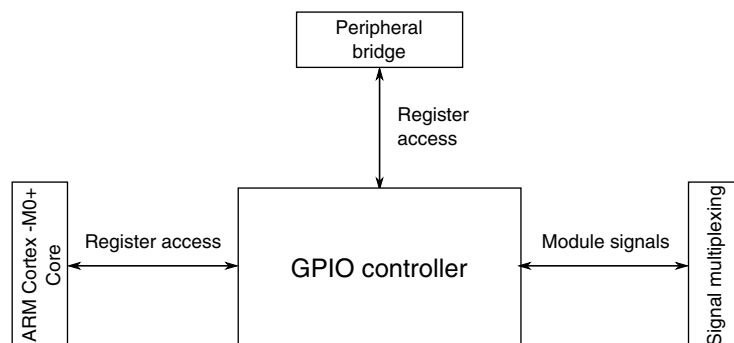 Peripheral
bridge
Register
access
ARM Cortex -M0+
Core
Register access
GPIO controller
Module signals
Signal multiplexing